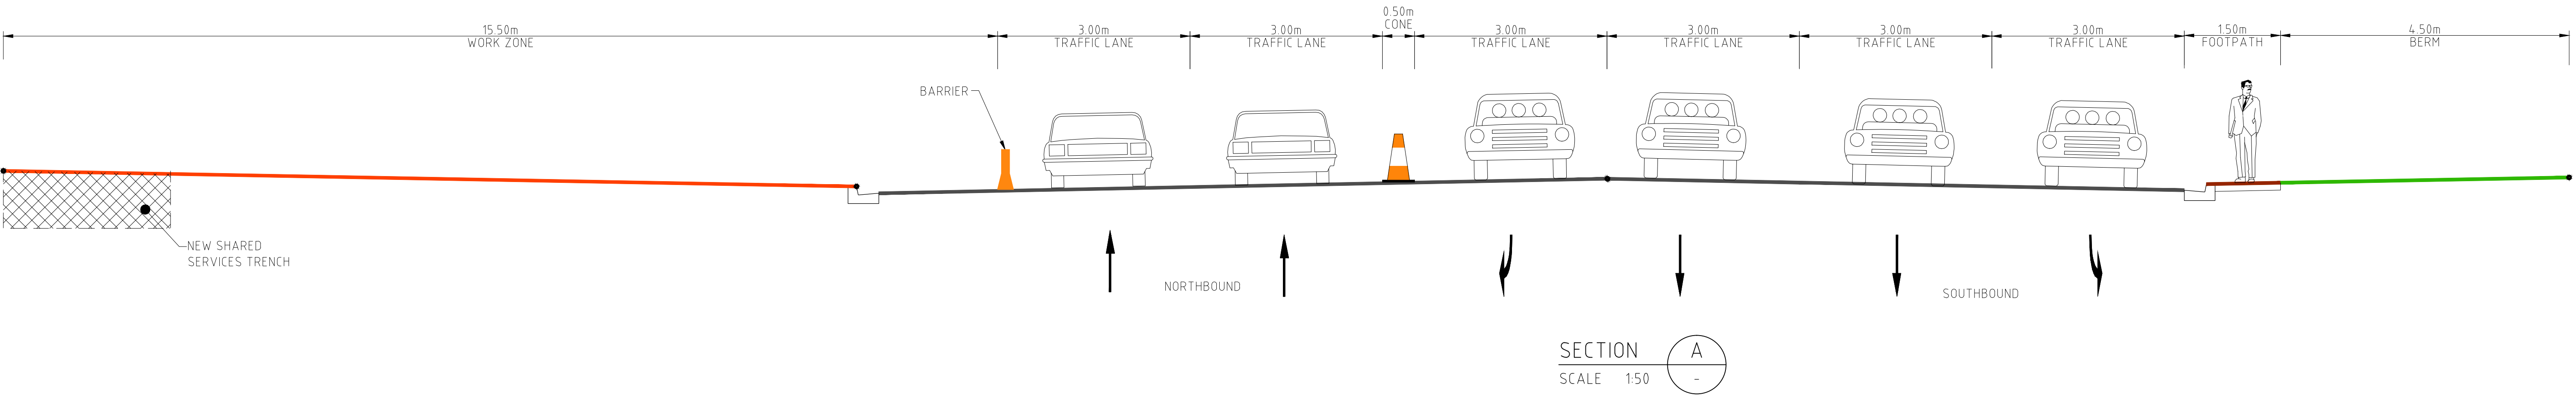 15.50m
WORK ZONE
3.00m
TRAFFIC LANE
3.00m
TRAFFIC LANE
0.50m
CONE
3.00m
TRAFFIC LANE
3.00m
TRAFFIC LANE
3.00m
TRAFFIC LANE
3.00m
TRAFFIC LANE
1.50m
FOOTPATH
4.50m
BERM
BARRIER
NEW SHARED
SERVICES TRENCH
NORTHBOUND
SOUTHBOUND
SECTION A
SCALE 1:50 -